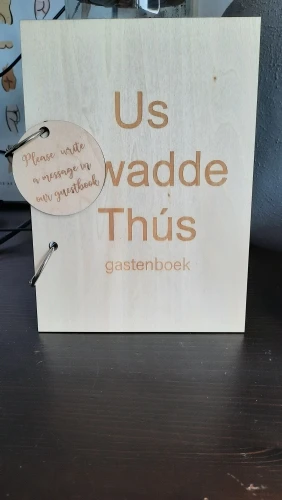 Us
wadde
Thús
gastenboek
Please write
a message in
our guestbook